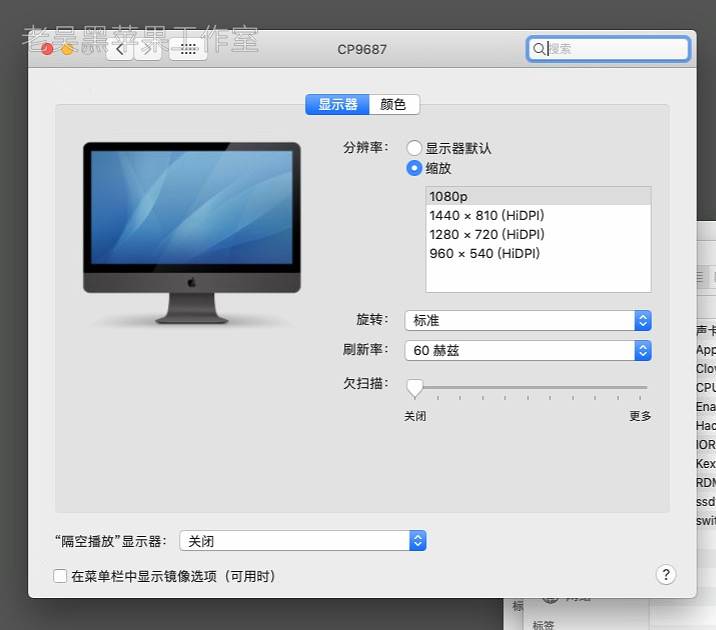 老吴黑苹果工作室
CP9687
搜索
显示器 颜色
分辨率： 显示器默认
缩放
1080p
1440 × 810 (HiDPI)
1280 × 720 (HiDPI)
960 × 540 (HiDPI)
旋转： 标准
刷新率： 60 赫兹
欠扫描：
关闭 更多
“隔空播放”显示器： 关闭
在菜单栏中显示镜像选项（可用时）
?
声卡
App
Clov
CPU
Ena
Hac
IOR
Kex
RDM
ssd
swit
标
标签